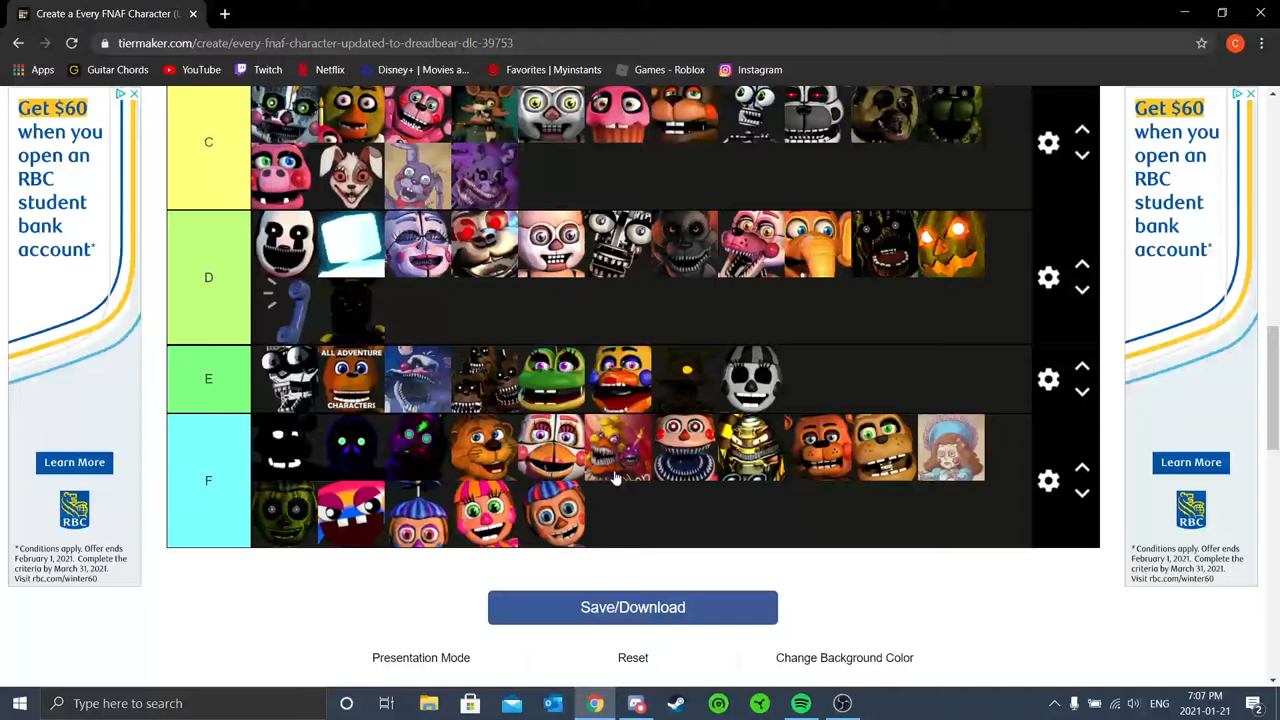 Create a Every FNAF Character (U
tiermaker.com/create/every-fnaf-character-updated-to-dreadbear-dlc-39753
C
Apps
Guitar Chords
YouTube
Twitch
Netflix
Disney+ | Movies a...
Favorites | Myinstants
Games - Roblox
Instagram
Get $60
when you
open an
RBC
student
bank
account*
Learn More
RBC
*Conditions apply. Offer ends
February 1, 2021. Complete the
criteria by March 31, 2021.
Visit rbc.com/winter60
C
D
E
ALL ADVENTURE
CHARACTERS
F
Save/Download
Presentation Mode
Reset
Change Background Color
Get $60
when you
open an
RBC
student
bank
account*
Learn More
RBC
*Conditions apply. Offer ends
February 1, 2021. Complete the
criteria by March 31, 2021.
Visit rbc.com/winter60
Type here to search
ENG
7:07 PM
2021-01-21
2